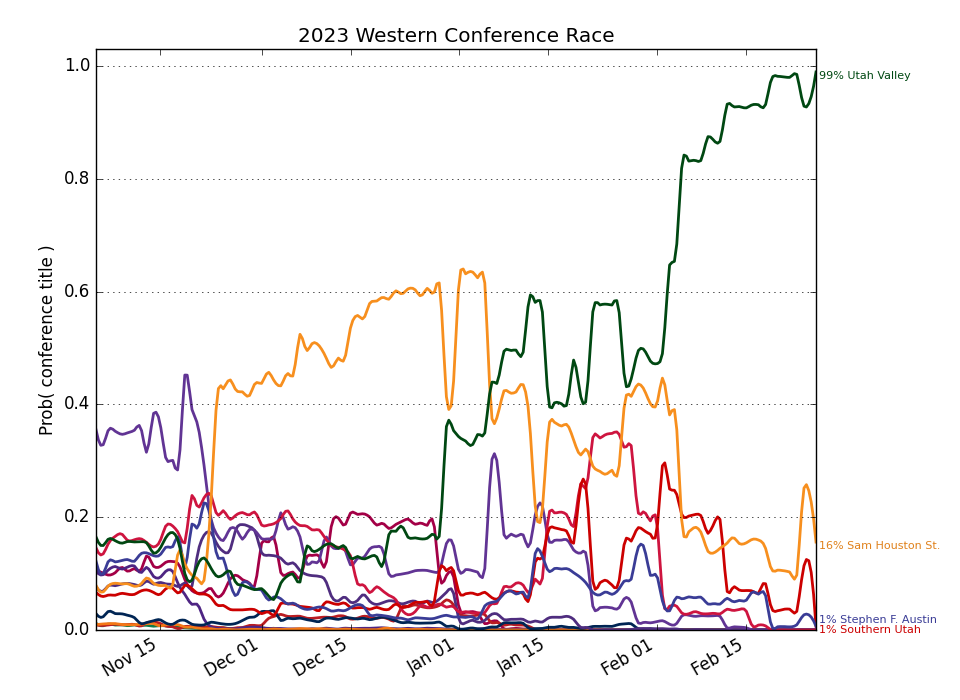 2023 Western Conference Race
Prob( conference title )
1.0
0.8
0.6
0.4
0.2
0.0
99% Utah Valley
16% Sam Houston St.
1% Stephen F. Austin
1% Southern Utah
Nov 15
Dec 01
Dec 15
Jan 01
Jan 15
Feb 01
Feb 15